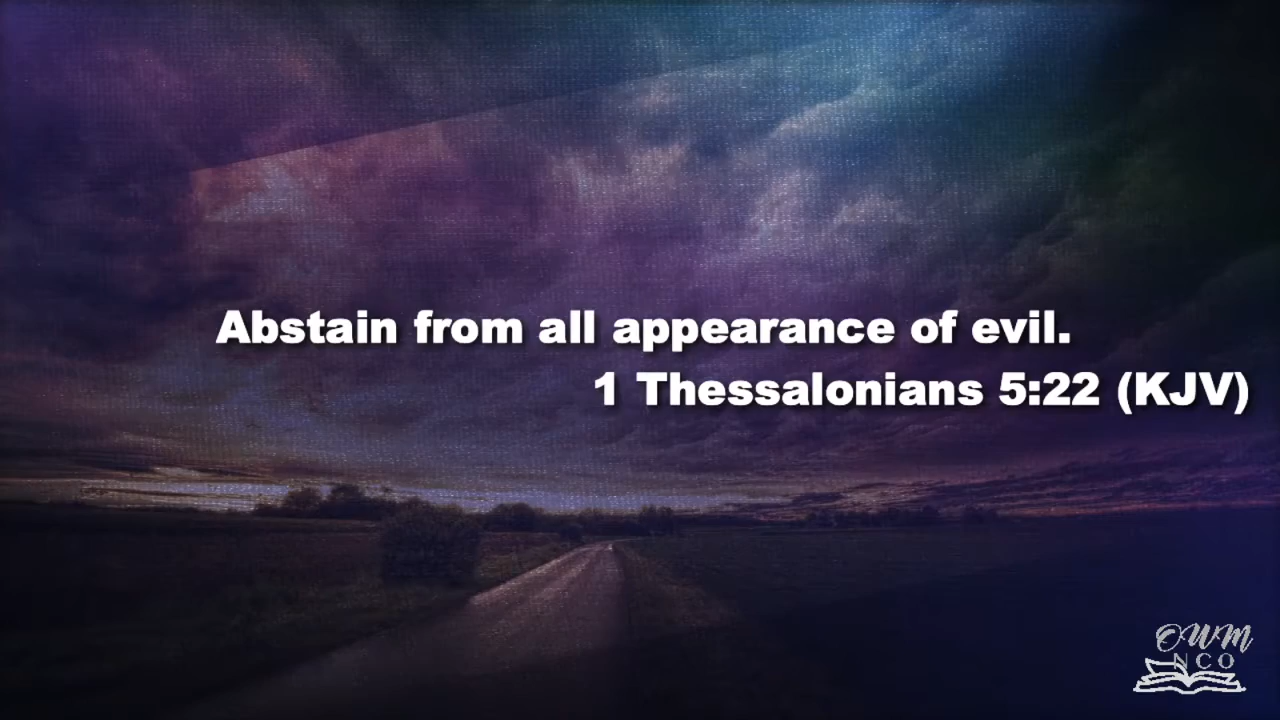 Abstain from all appearance of evil.
1 Thessalonians 5:22 (KJV)
OWM
NCO